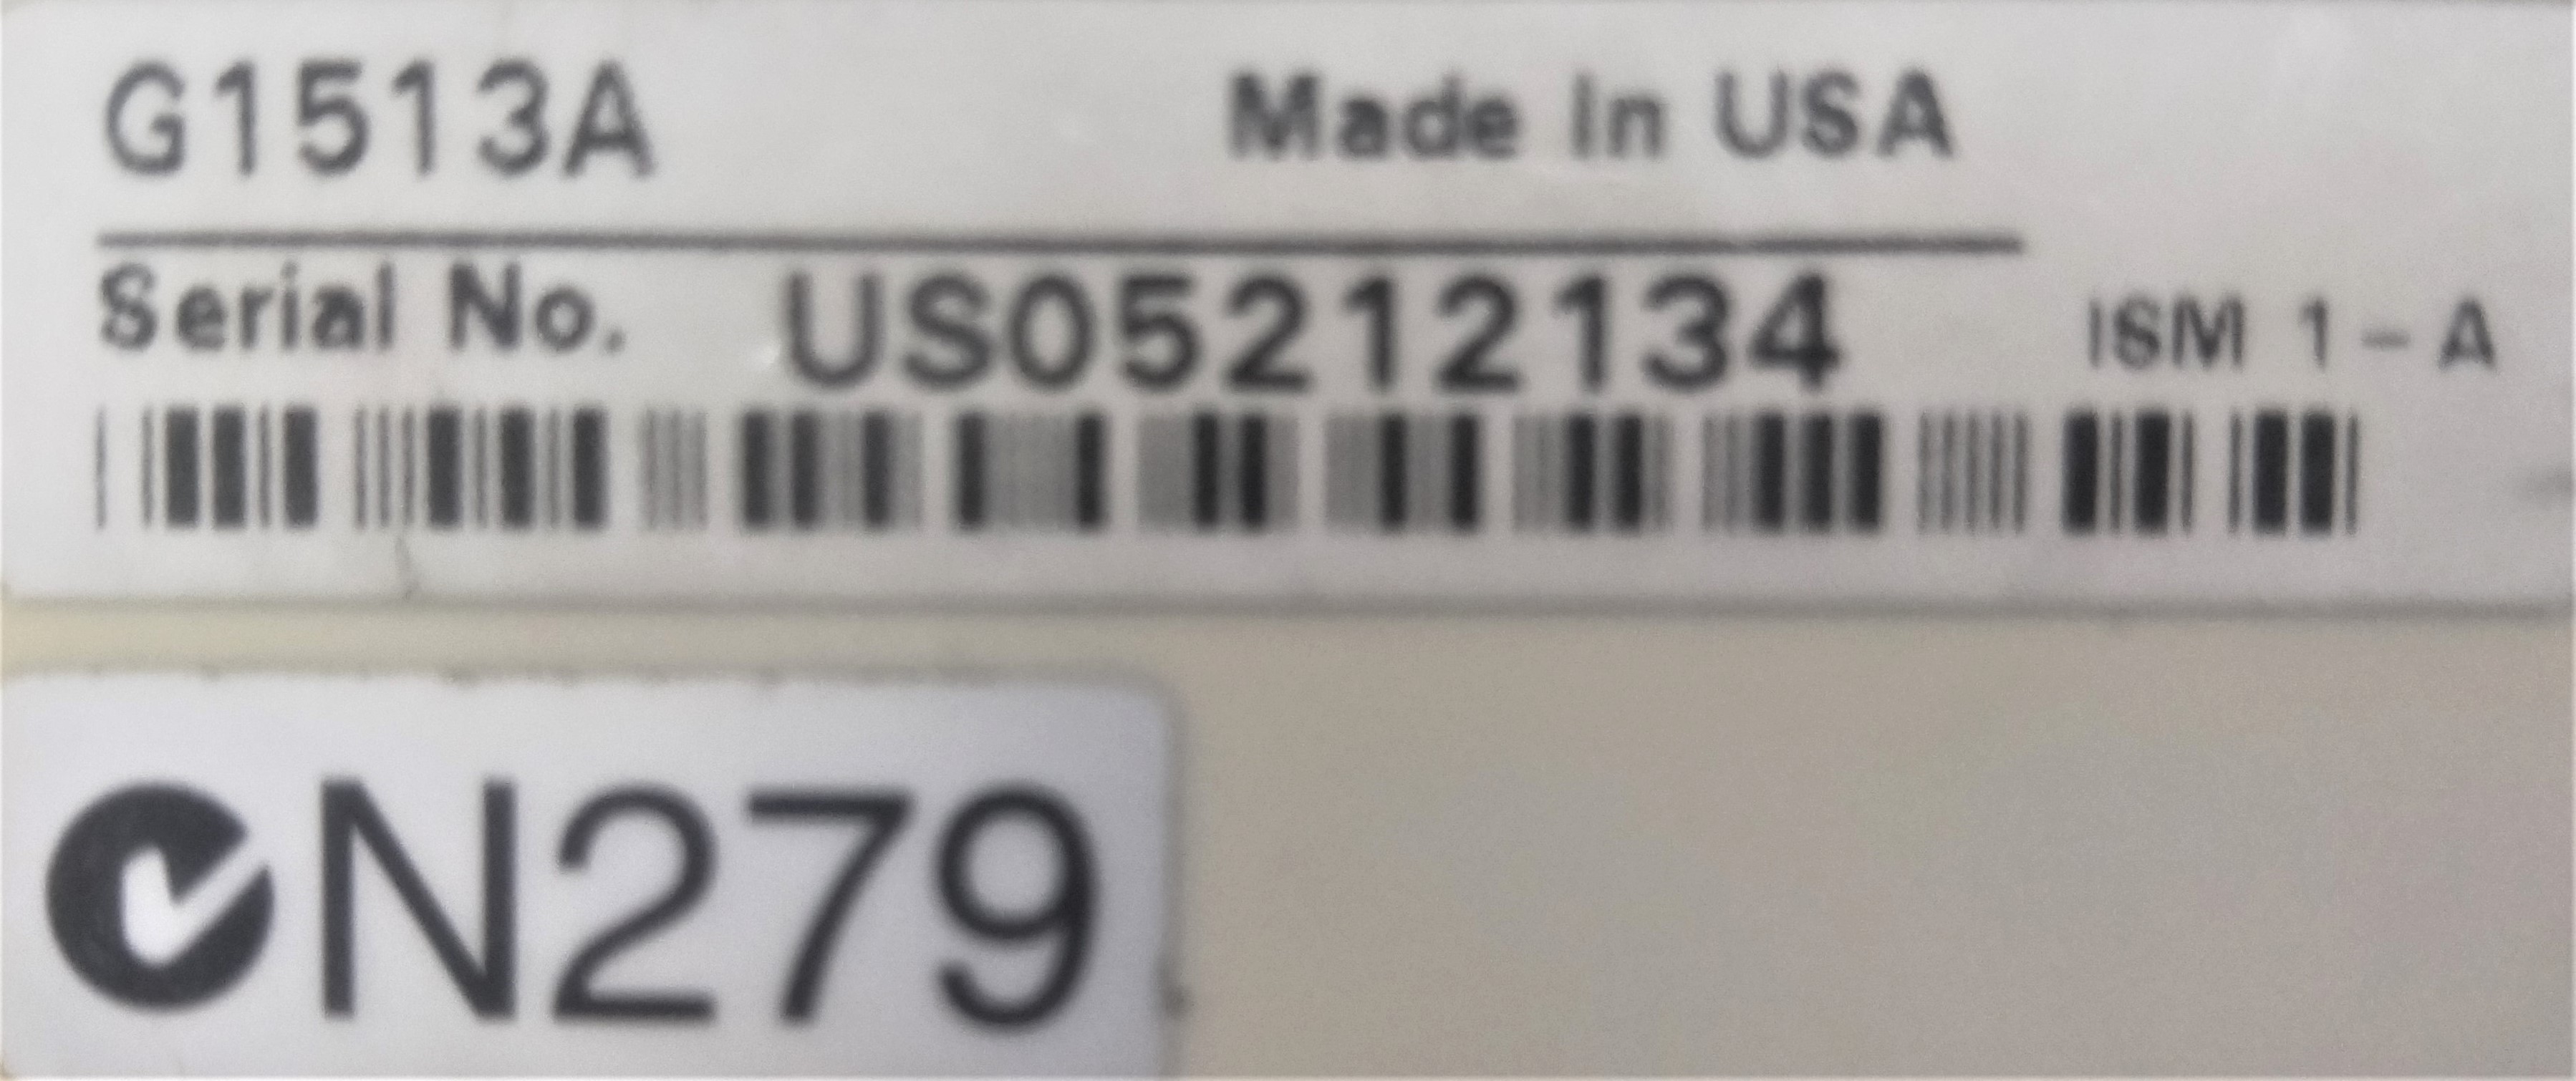 G1513A Made in USA
Serial No. US05212134 ISM 1-A
N279